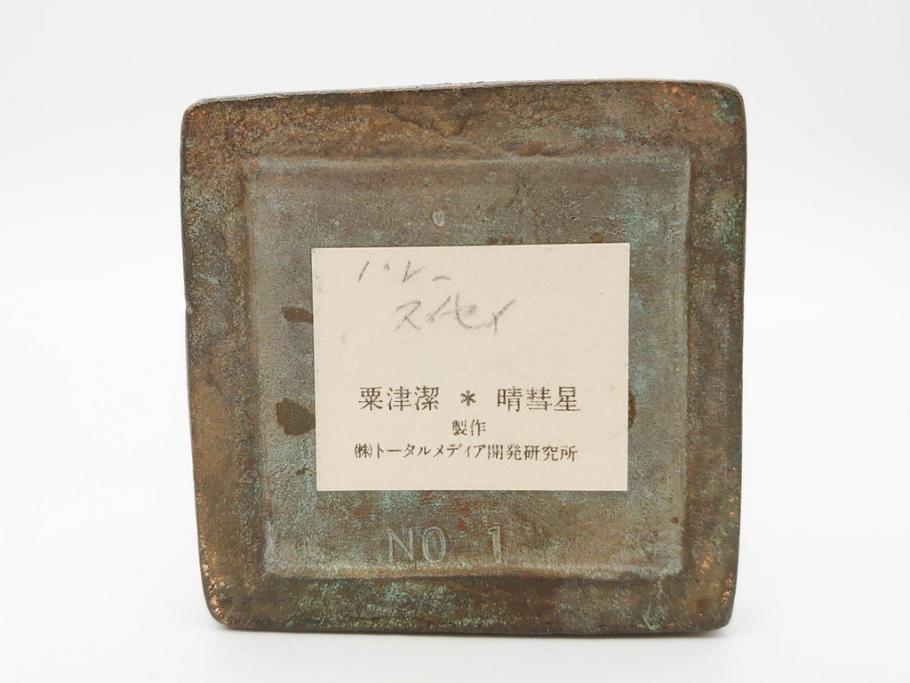 ハレー
スイセイ
粟津潔 * 晴彗星
製作
㈱トータルメディア開発研究所
NO 1